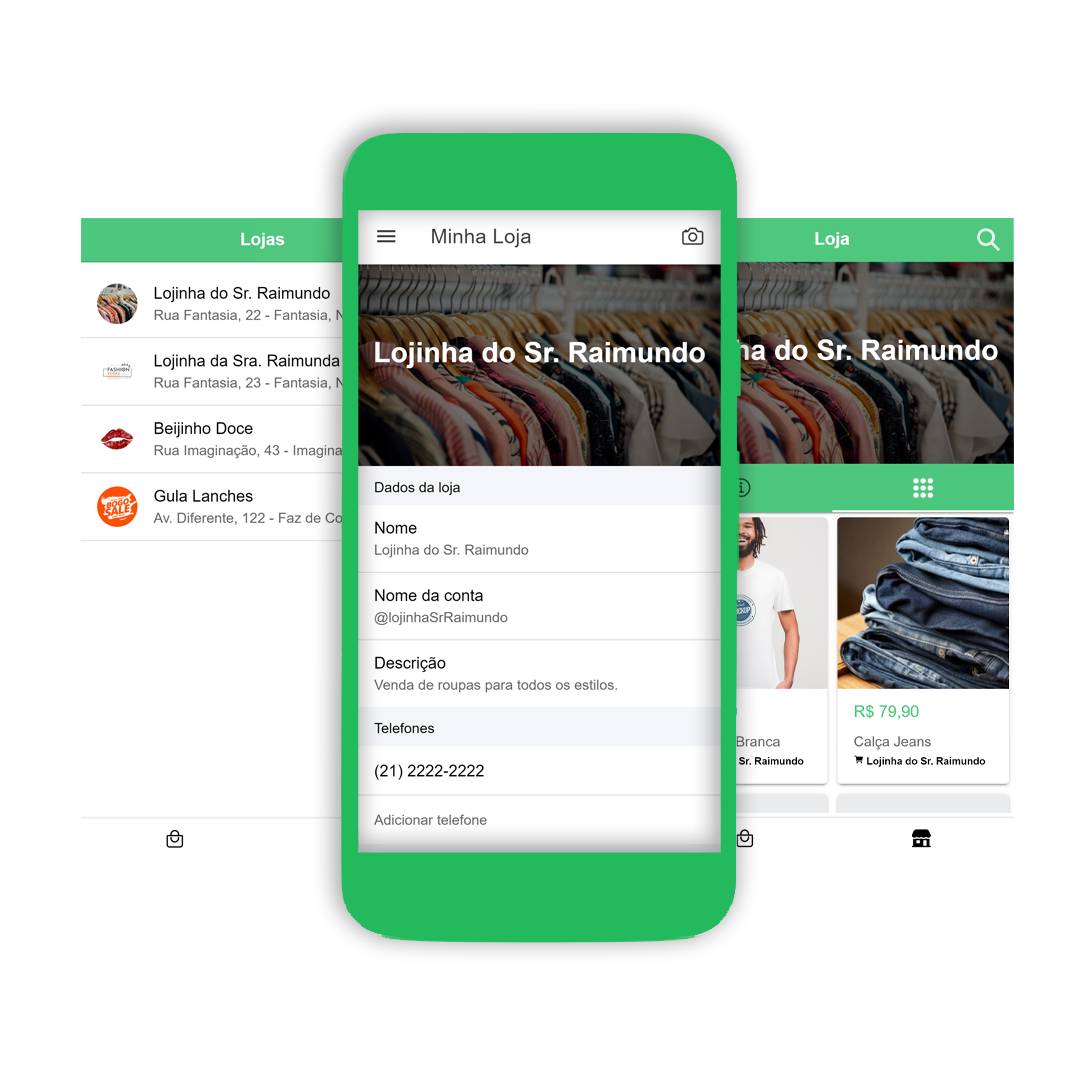 Lojas
Lojinha do Sr. Raimundo
Rua Fantasia, 22 - Fantasia,
Lojinha da Sra. Raimunda
Rua Fantasia, 23 - Fantasia,
Beijinho Doce
Rua Imaginação, 43 - Imagina
Gula Lanches
Av. Diferente, 122 - Faz de Co
FASHION
BOGO
SALE
Minha Loja
Lojinha do Sr. Raimundo
Dados da loja
Nome
Lojinha do Sr. Raimundo
Nome da conta
@lojinhaSrRaimundo
Descrição
Venda de roupas para todos os estilos.
Telefones
(21) 2222-2222
Adicionar telefone
Loja
ha do Sr. Raimundo
Branca
Sr. Raimundo
R$ 79,90
Calça Jeans
Lojinha do Sr. Raimundo